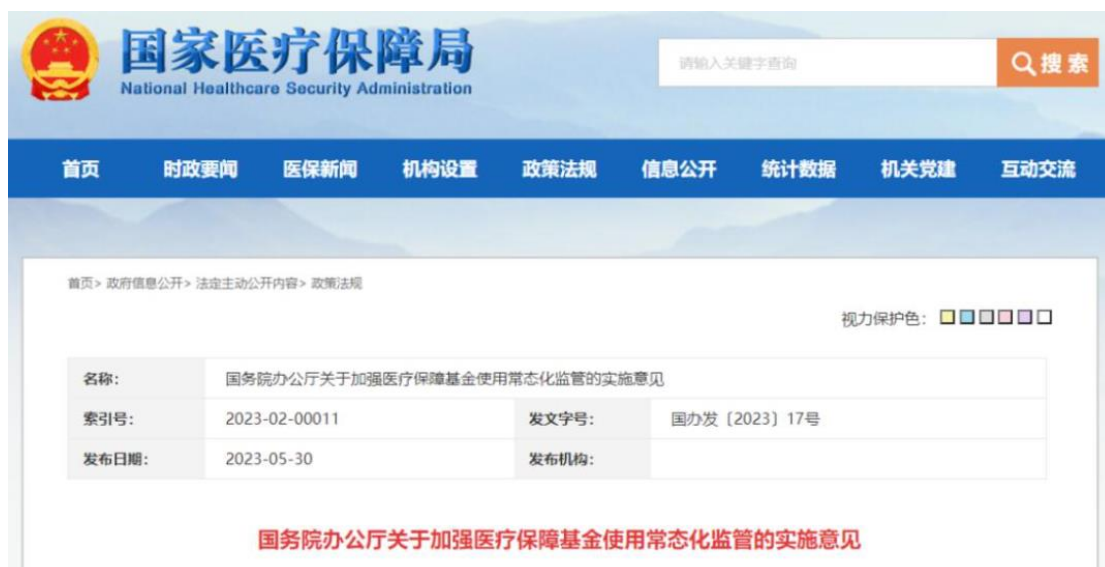 国家医疗保障局
National Healthcare Security Administration
请输入关键字查询
搜索
首页 时政要闻 医保新闻 机构设置 政策法规 信息公开 统计数据 机关党建 互动交流
首页> 政府信息公开> 法定主动公开内容> 政策法规
视力保护色：
名称： 国务院办公厅关于加强医疗保障基金使用常态化监管的实施意见
索引号： 2023-02-00011 发文字号： 国办发〔2023〕17号
发布日期： 2023-05-30 发布机构：
国务院办公厅关于加强医疗保障基金使用常态化监管的实施意见